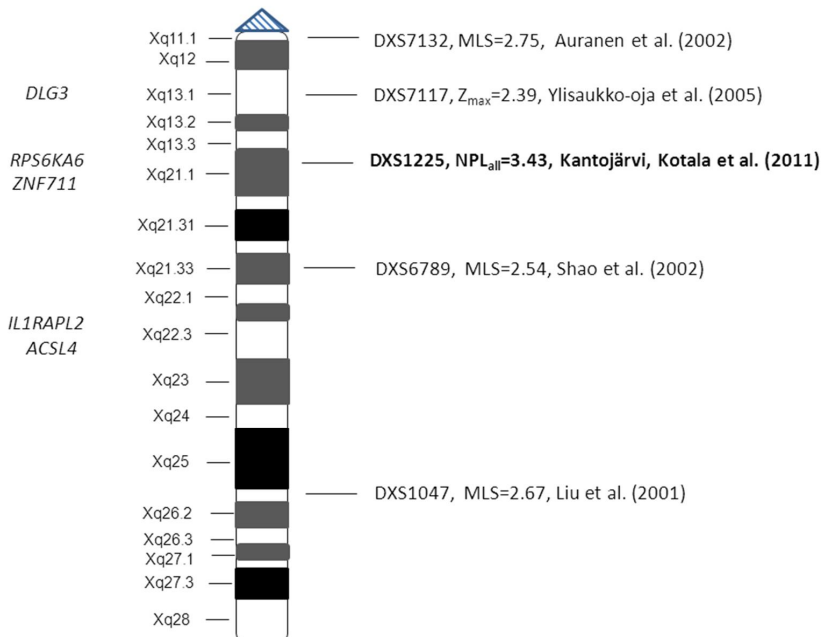 Xq11.1
DXS7132, MLS=2.75, Auranen et al. (2002)
Xq12
DLG3
Xq13.1
DXS7117, Zmax=2.39, Ylisaukko-oja et al. (2005)
Xq13.2
Xq13.3
RPS6KA6
DXS1225, NPLall=3.43, Kantojärvi, Kotala et al. (2011)
ZNF711
Xq21.1
Xq21.31
Xq21.33
DXS6789, MLS=2.54, Shao et al. (2002)
Xq22.1
IL1RAPL2
Xq22.3
ACSL4
Xq23
Xq24
Xq25
DXS1047, MLS=2.67, Liu et al. (2001)
Xq26.2
Xq26.3
Xq27.1
Xq27.3
Xq28